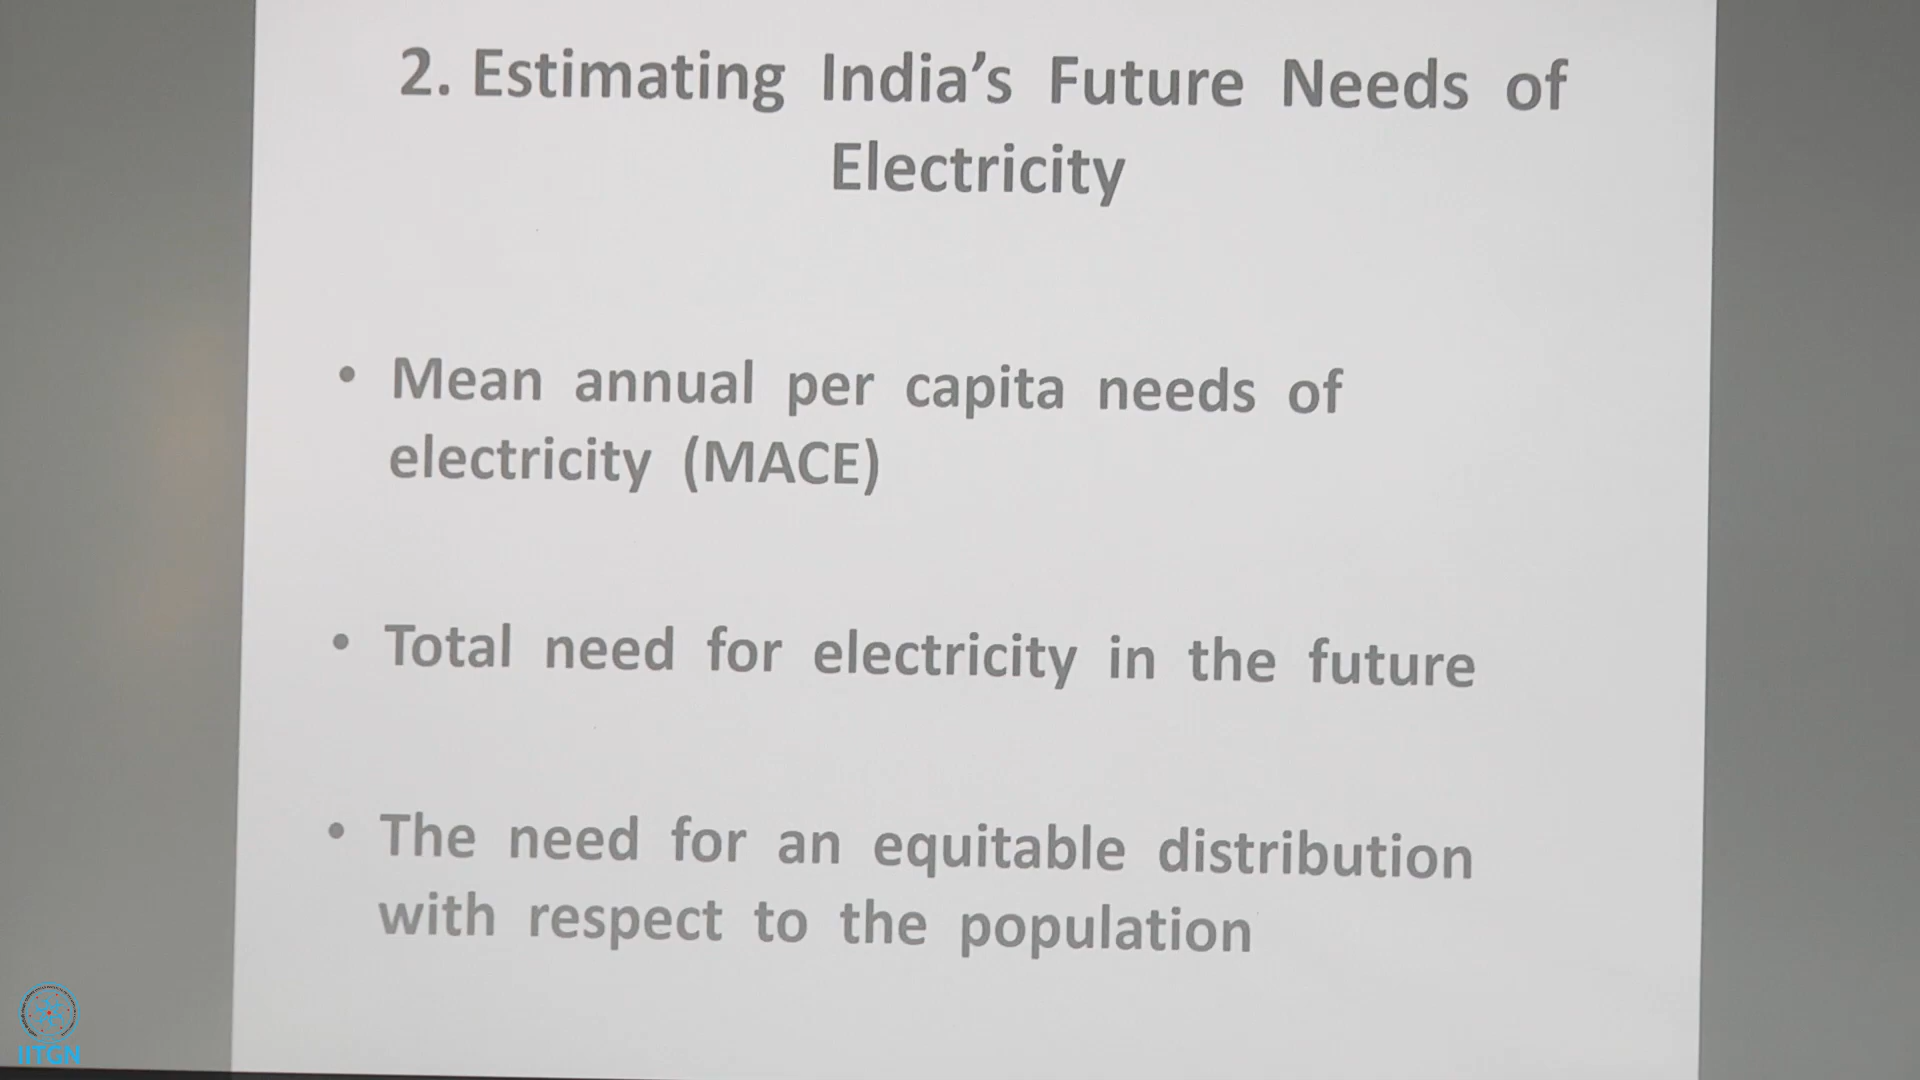 2. Estimating India's Future Needs of
Electricity
• Mean annual per capita needs of
electricity (MACE)
• Total need for electricity in the future
• The need for an equitable distribution
with respect to the population
IITGN